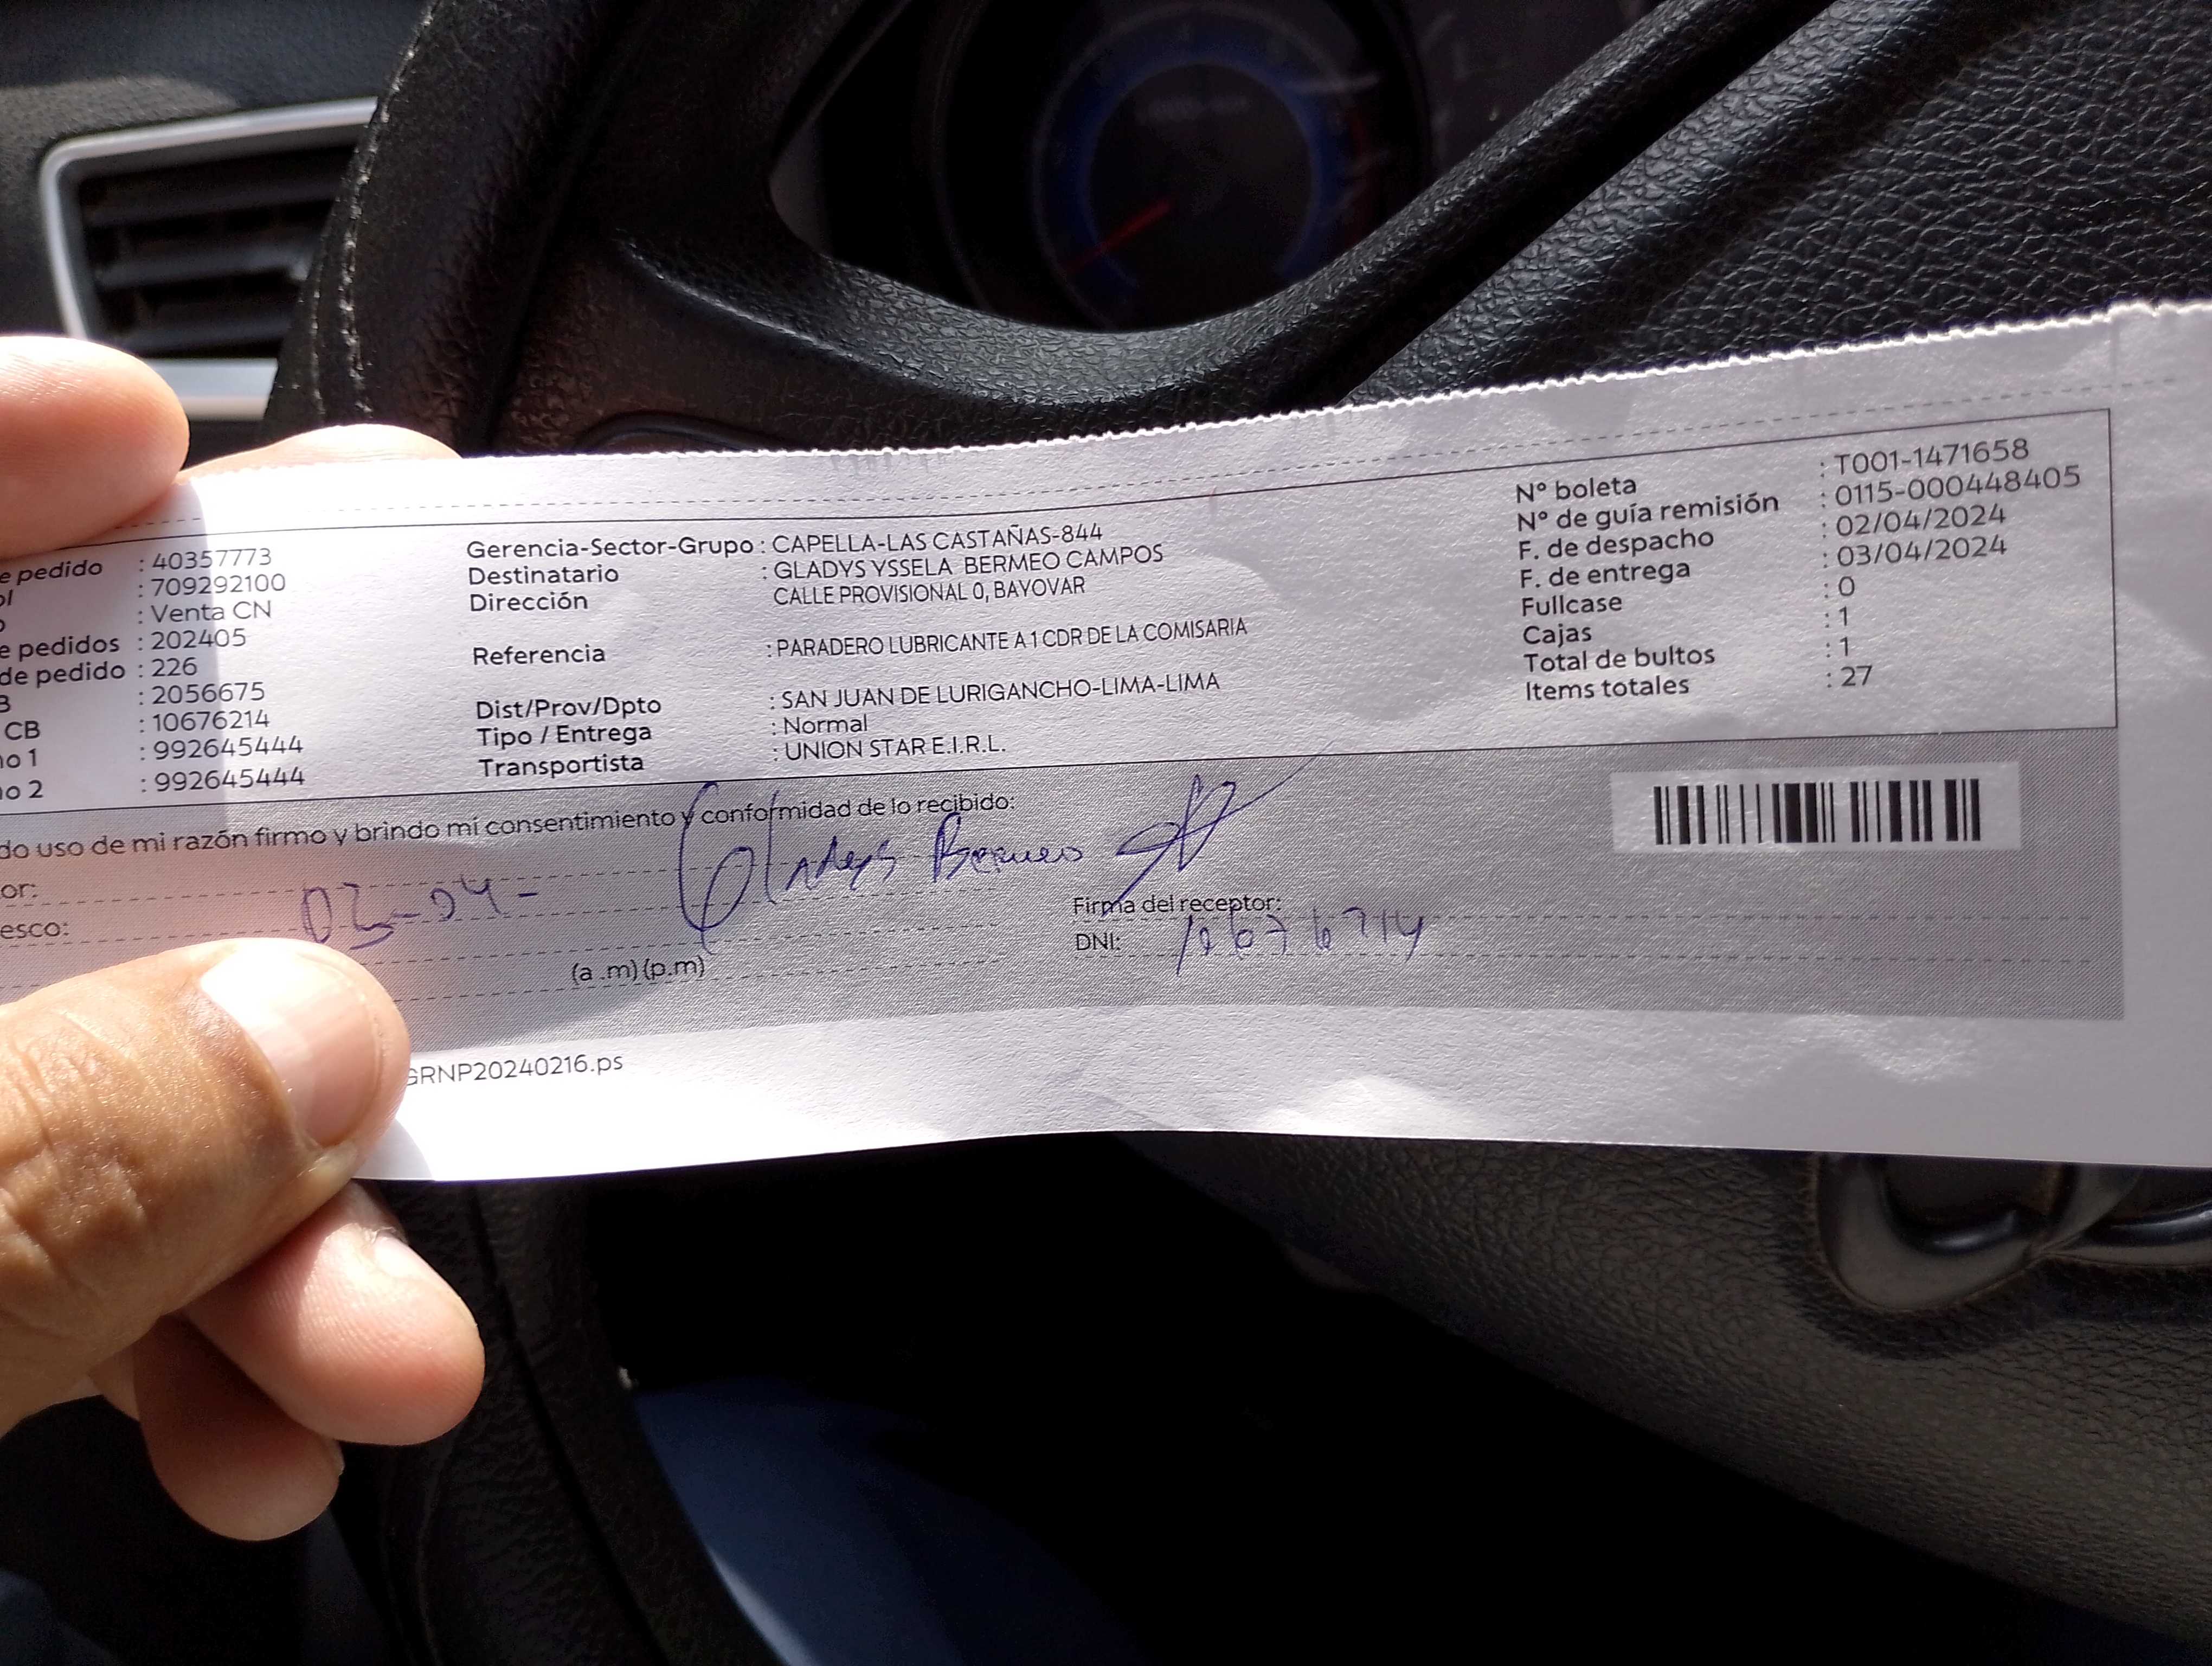 e pedido : 40357773
ol : 709292100
o : Venta CN
e pedidos : 202405
de pedido : 226
B : 2056675
CB : 10676214
no 1 : 992645444
no 2 : 992645444
Gerencia-Sector-Grupo : CAPELLA-LAS CASTAÑAS-844
Destinatario : GLADYS YSSELA BERMEO CAMPOS
Dirección CALLE PROVISIONAL 0, BAYOVAR
Referencia : PARADERO LUBRICANTE A 1 CDR DE LA COMISARIA
Dist/Prov/Dpto : SAN JUAN DE LURIGANCHO-LIMA-LIMA
Tipo / Entrega : Normal
Transportista : UNION STAR E.I.R.L.
N° boleta : T001-1471658
N° de guía remisión : 0115-000448405
F. de despacho : 02/04/2024
F. de entrega : 03/04/2024
Fullcase : 0
Cajas : 1
Total de bultos : 1
Items totales : 27
do uso de mi razón firmo y brindo mi consentimiento y conformidad de lo recibido:
or: Gladys Bermeo
esco: 03-04-
Firma del receptor:
(a .m) (p.m)
DNI: 10676214
GRNP20240216.ps